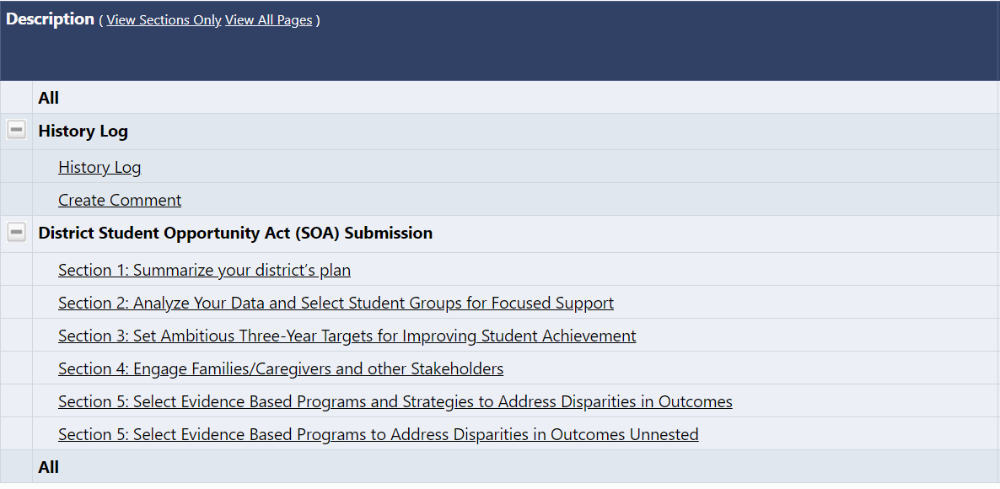 Description ( View Sections Only View All Pages )
All
History Log
History Log
Create Comment
District Student Opportunity Act (SOA) Submission
Section 1: Summarize your district’s plan
Section 2: Analyze Your Data and Select Student Groups for Focused Support
Section 3: Set Ambitious Three-Year Targets for Improving Student Achievement
Section 4: Engage Families/Caregivers and other Stakeholders
Section 5: Select Evidence Based Programs and Strategies to Address Disparities in Outcomes
Section 5: Select Evidence Based Programs to Address Disparities in Outcomes Unnested
All